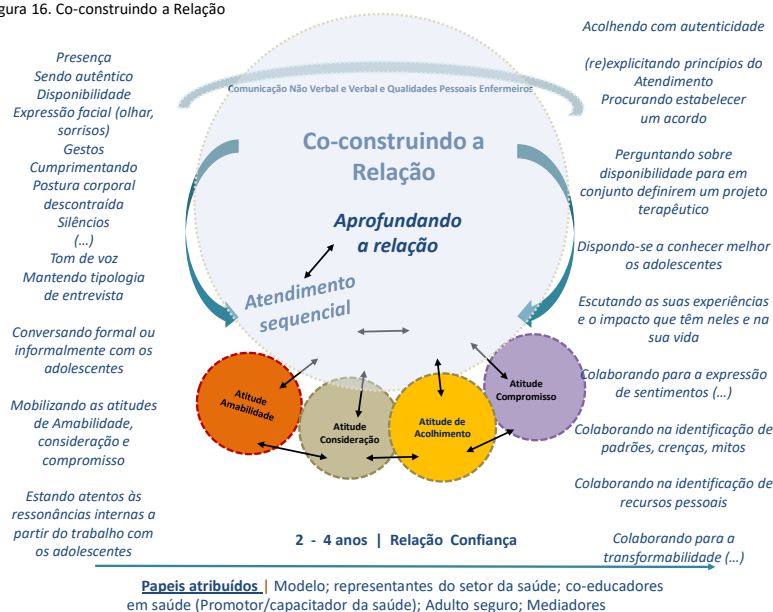 gura 16. Co-construindo a Relação
Presença
Sendo autêntico
Disponibilidade
Expressão facial (olhar,
sorrisos)
Gestos
Cumprimentando
Postura corporal
descontraída
Silêncios
(…)
Tom de voz
Mantendo tipologia
de entrevista
Conversando formal ou
informalmente com os
adolescentes
Mobilizando as atitudes
de Amabilidade,
consideração e
compromisso
Estando atentos às
ressonâncias internas a
partir do trabalho com
os adolescentes
Comunicação Não Verbal e Verbal e Qualidades Pessoais Enfermeiros
Co-construindo a
Relação
Aprofundando
a relação
Atendimento
sequencial
Atitude
Amabilidade
Atitude
Consideração
Atitude de
Acolhimento
Atitude
Compromisso
2 - 4 anos | Relação Confiança
Acolhendo com autenticidade
(re)explicitando princípios do
Atendimento
Procurando estabelecer
um acordo
Perguntando sobre
disponibilidade para em
conjunto definirem um projeto
terapêutico
Dispondo-se a conhecer melhor
os adolescentes
Escutando as suas experiências
e o impacto que têm neles e na
sua vida
Colaborando para a expressão
de sentimentos (…)
Colaborando na identificação de
padrões, crenças, mitos
Colaborando na identificação de
recursos pessoais
Colaborando para a
transformabilidade (…)
Papeis atribuídos | Modelo; representantes do setor da saúde; co-educadores
em saúde (Promotor/capacitador da saúde); Adulto seguro; Mediadores